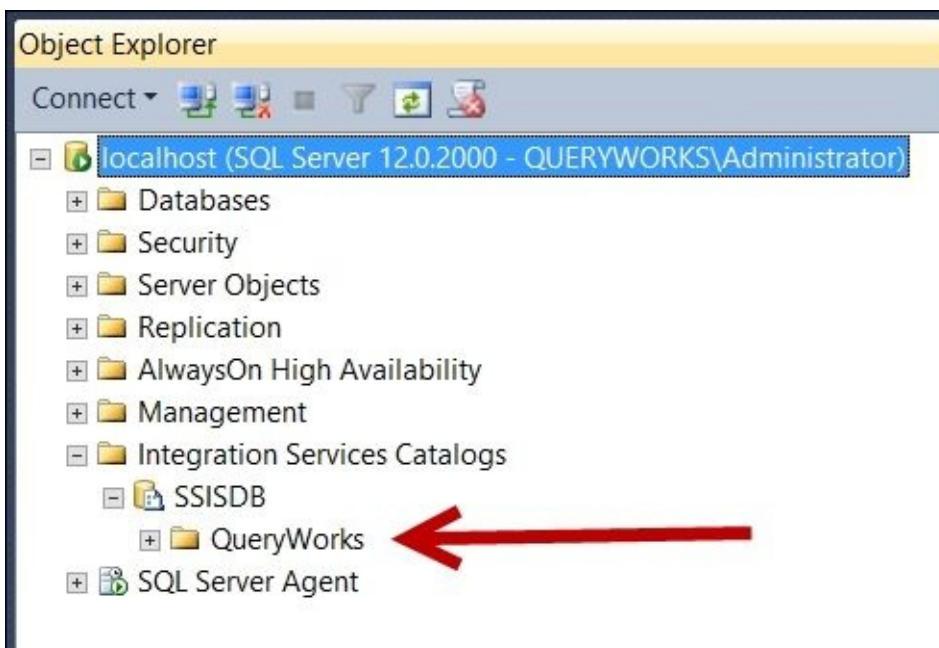 Object Explorer
Connect
localhost (SQL Server 12.0.2000 - QUERYWORKS\Administrator)
Databases
Security
Server Objects
Replication
AlwaysOn High Availability
Management
Integration Services Catalogs
SSISDB
QueryWorks
SQL Server Agent